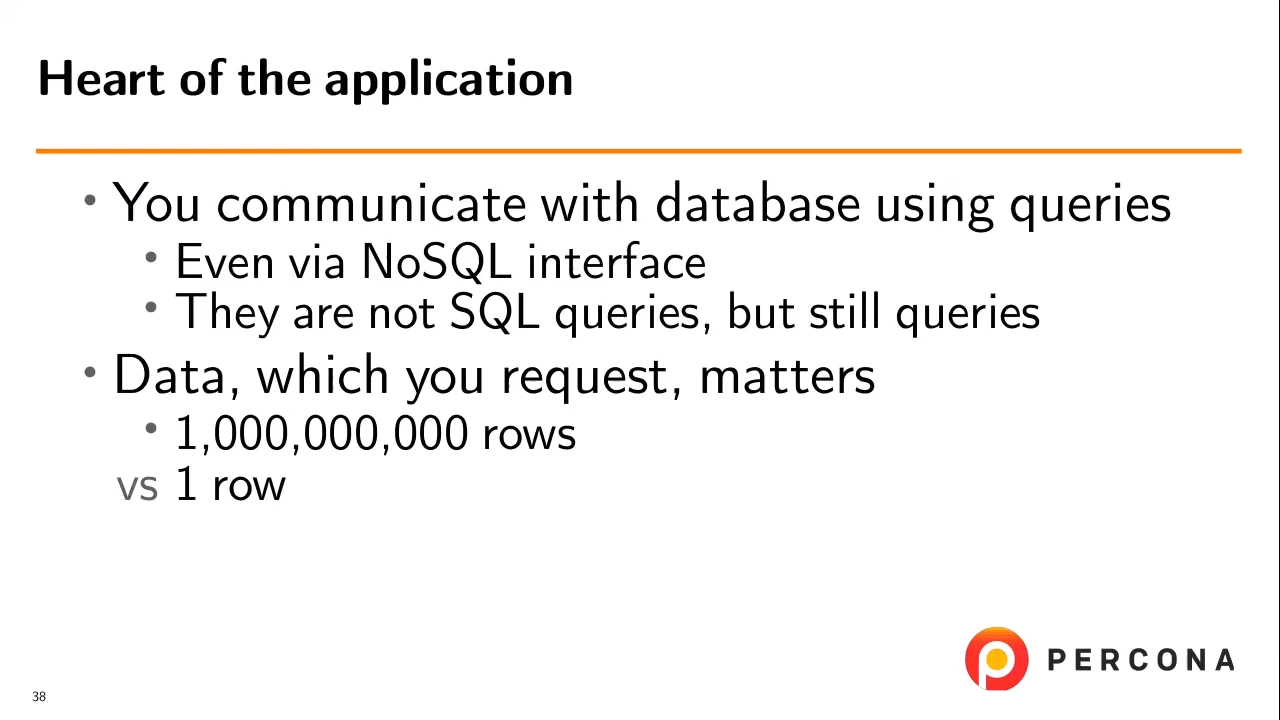 Heart of the application
• You communicate with database using queries
• Even via NoSQL interface
• They are not SQL queries, but still queries
• Data, which you request, matters
• 1,000,000,000 rows
vs 1 row
PERCONA
38